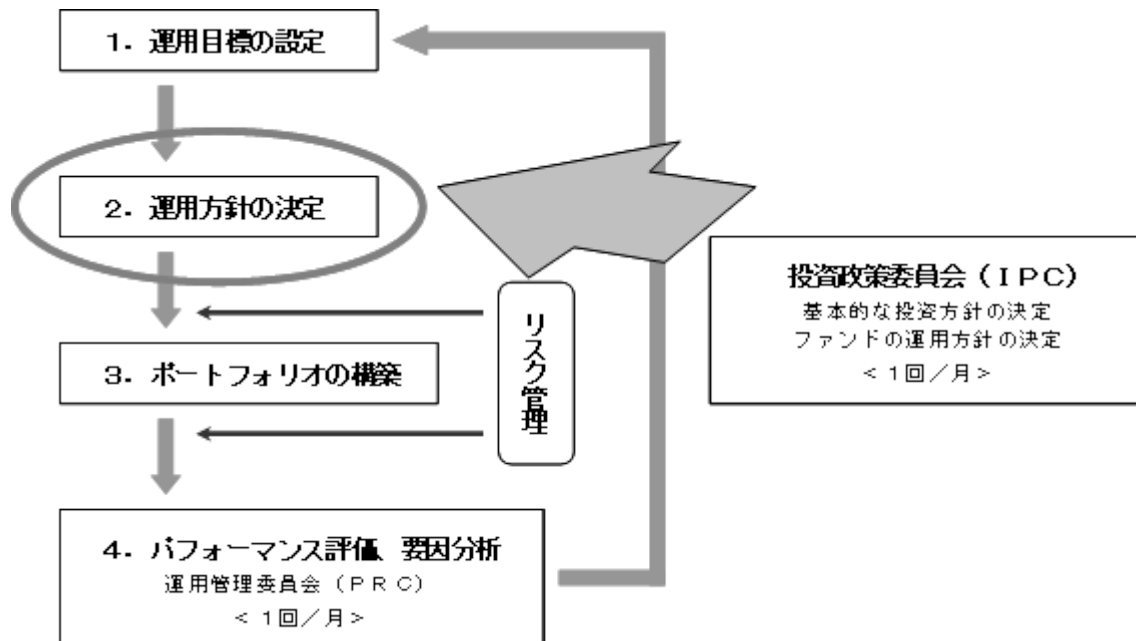 1．運用目標の設定
2．運用方針の決定
投資政策委員会（ＩＰＣ）
基本的な投資方針の決定
ファンドの運用方針の決定
＜１回／月＞
リスク管理
3．ポートフォリオの構築
4．パフォーマンス評価、要因分析
運用管理委員会（ＰＲＣ）
＜１回／月＞